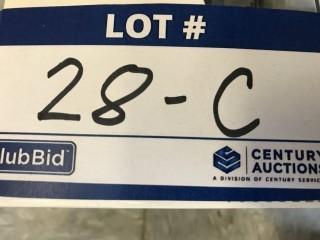 LOT #
28-C
lubBid
CENTURY
AUCTIONS
A DIVISION OF CENTURY SERVIC